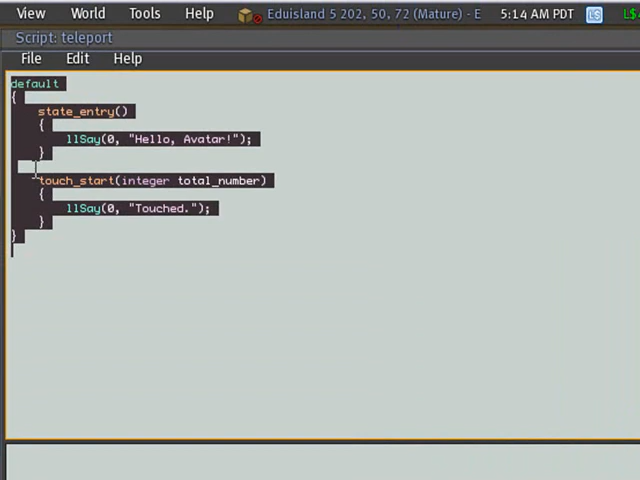 View World Tools Help Eduisland 5 202, 50, 72 (Mature) - E 5:14 AM PDT LS L$
Script: teleport
File Edit Help
default
{
state_entry()
{
llSay(0, "Hello, Avatar!");
}
touch_start(integer total_number)
{
llSay(0, "Touched.");
}
}